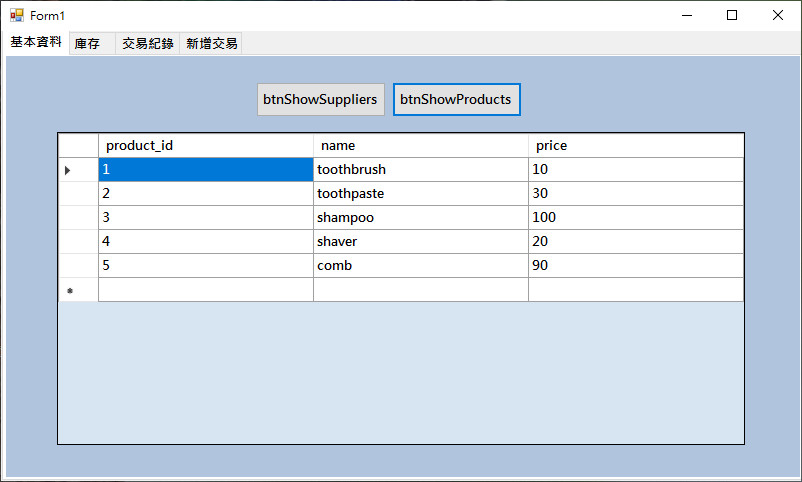 Form1
基本資料 庫存 交易紀錄 新增交易
btnShowSuppliers btnShowProducts
product_id name price
1 toothbrush 10
2 toothpaste 30
3 shampoo 100
4 shaver 20
5 comb 90